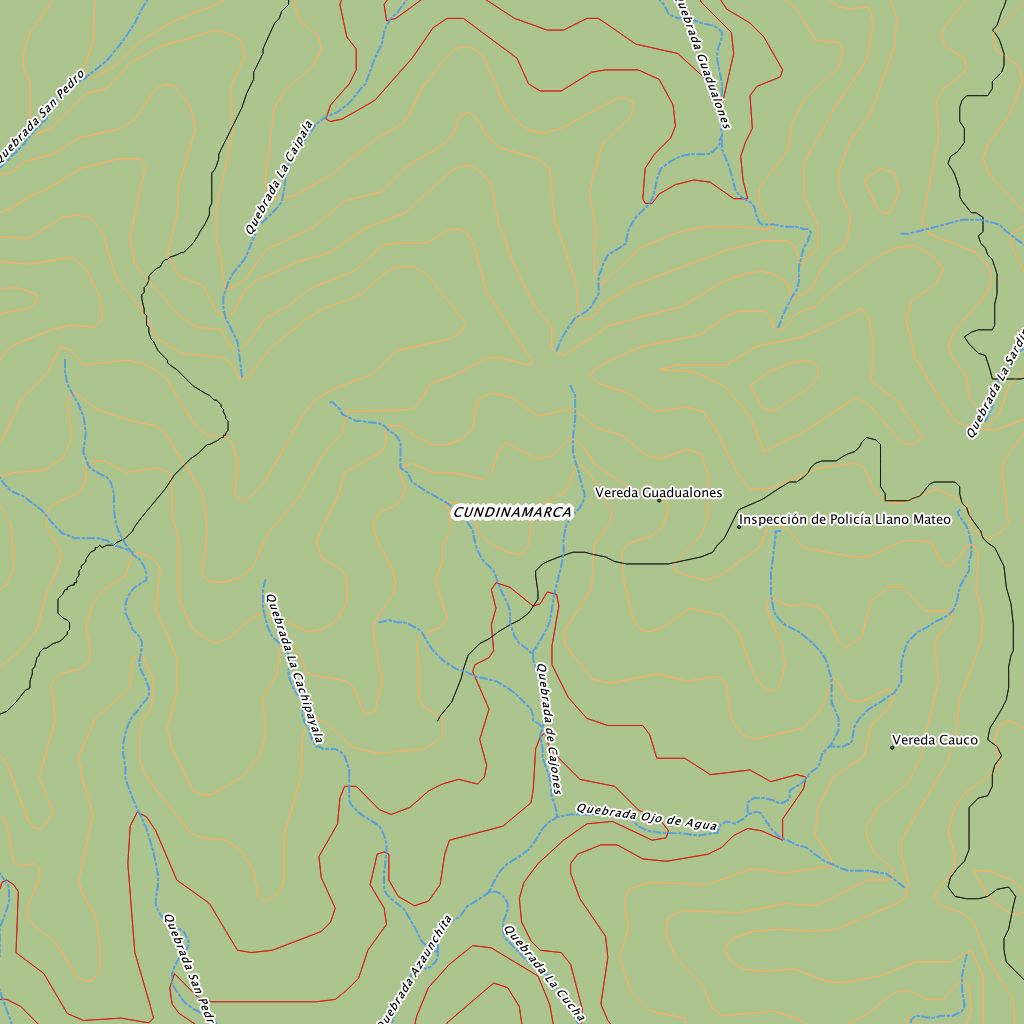 Quebrada Guadualones
Quebrada San Pedro
Quebrada La Caipala
Quebrada La
Vereda Guadualones
CUNDINAMARCA
Inspección de Policía Llano Mateo
Quebrada La Cachipayala
Quebrada de Cajones
Vereda Cauco
Quebrada Ojo de Agua
Quebrada San Pedr
Quebrada Azaunchita
Quebrada La Cucha